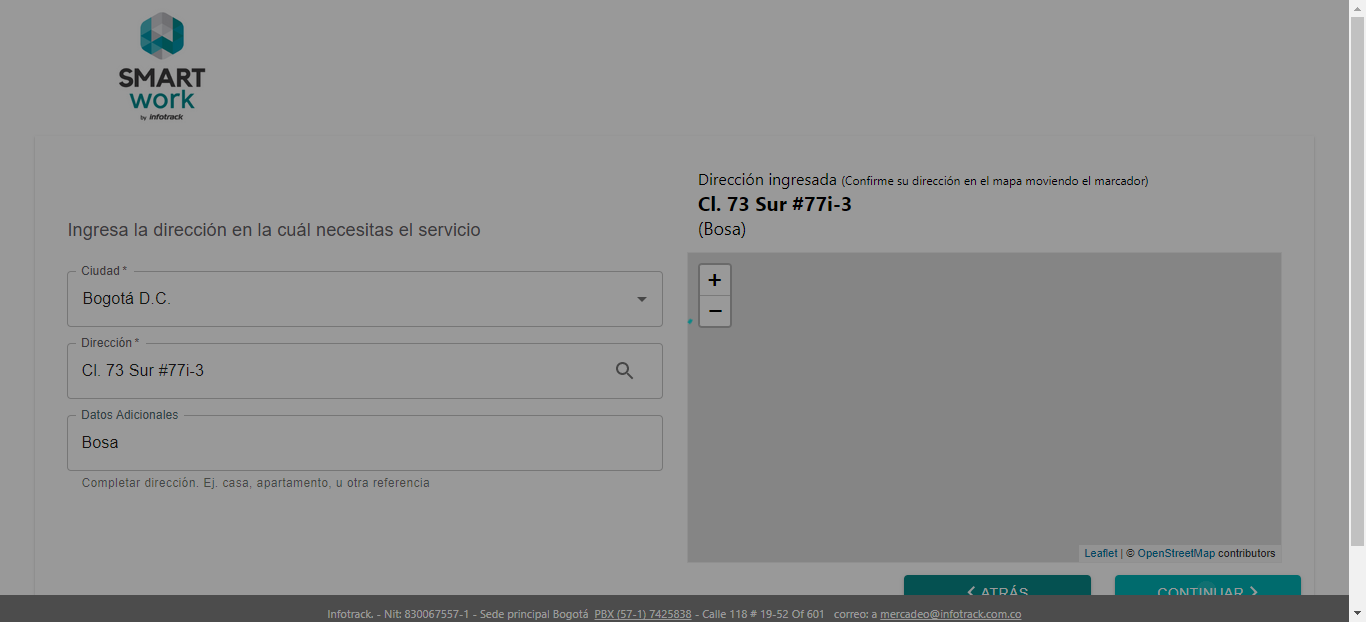 SMART
work
by infotrack
Ingresa la dirección en la cuál necesitas el servicio
Ciudad *
Bogotá D.C.
Dirección *
Cl. 73 Sur #77i-3
Datos Adicionales
Bosa
Completar dirección. Ej. casa, apartamento, u otra referencia
Dirección ingresada (Confirme su dirección en el mapa moviendo el marcador)
Cl. 73 Sur #77i-3
(Bosa)
+
−
Leaflet | © OpenStreetMap contributors
ATRÁS
CONTINUAR
Infotrack. - Nit: 830067557-1 - Sede principal Bogotá PBX (57-1) 7425838 - Calle 118 # 19-52 Of 601 correo: a mercadeo@infotrack.com.co